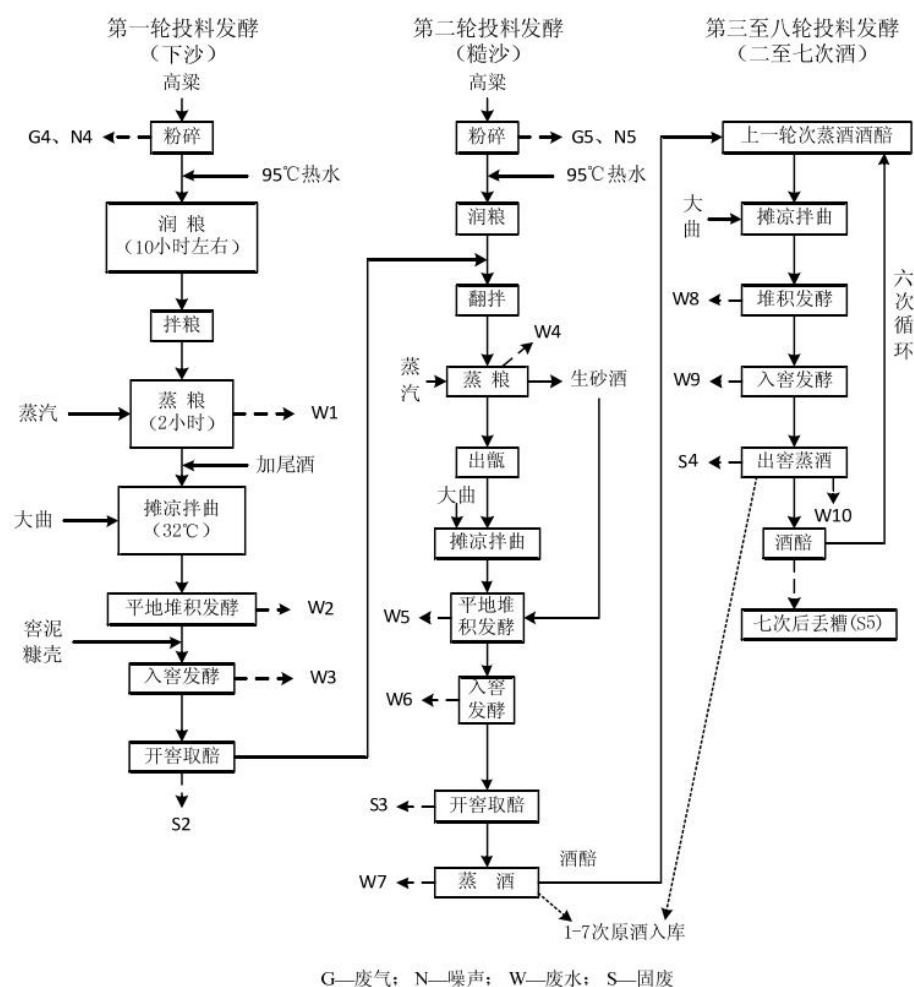 第一轮投料发酵
（下沙）
高粱
粉碎
G4、N4
95℃热水
润 粮
（10小时左右）
拌粮
蒸汽
蒸 粮
（2小时）
W1
加尾酒
大曲
摊凉拌曲
（32℃）
平地堆积发酵
W2
窖泥
糠壳
入窖发酵
W3
开窖取醅
S2
第二轮投料发酵
（糙沙）
高粱
粉碎
G5、N5
95℃热水
润粮
翻拌
W4
蒸
汽
蒸 粮
生砂酒
出甑
大曲
摊凉拌曲
W5
平地堆
积发酵
W6
入窖
发酵
S3
开窖取醅
酒醅
W7
蒸 酒
1-7次原酒入库
第三至八轮投料发酵
（二至七次酒）
上一轮次蒸酒酒醅
大
曲
摊凉拌曲
W8
堆积发酵
六
次
循
环
W9
入窖发酵
S4
出窖蒸酒
W10
酒醅
七次后丢糟(S5)
G—废气； N—噪声； W—废水； S—固废